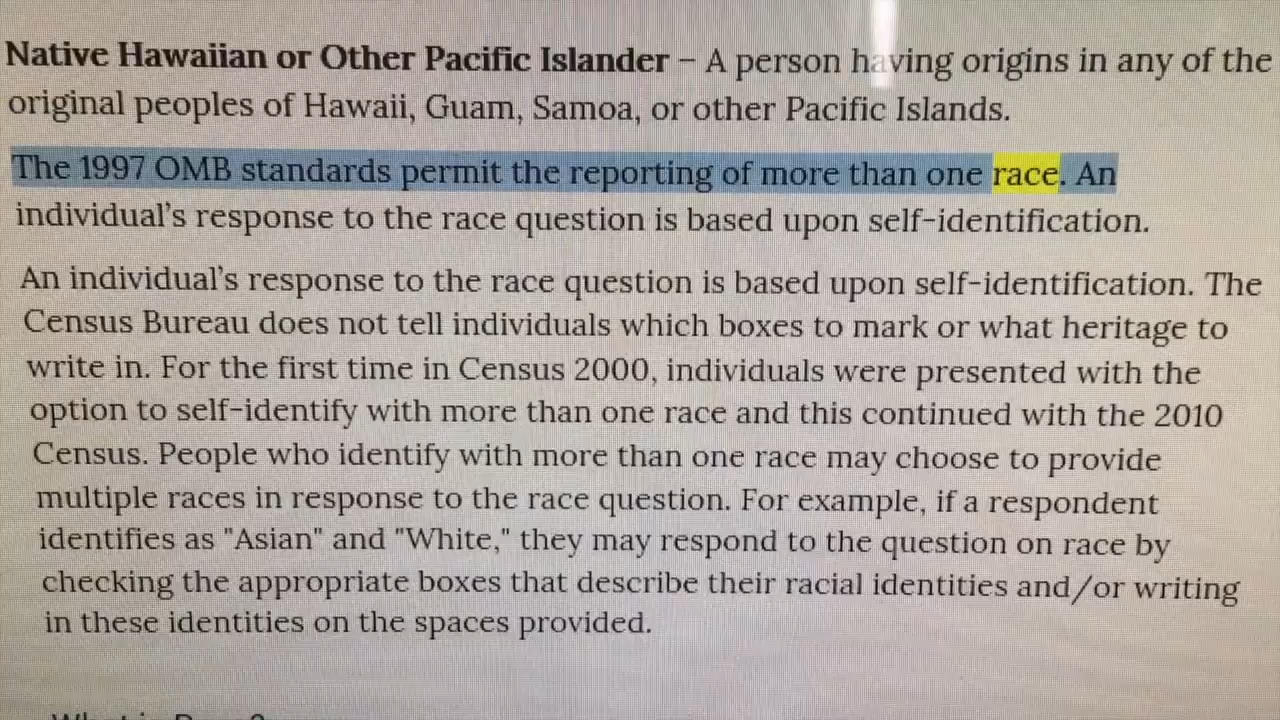 Native Hawaiian or Other Pacific Islander – A person having origins in any of the
original peoples of Hawaii, Guam, Samoa, or other Pacific Islands.
The 1997 OMB standards permit the reporting of more than one race. An
individual's response to the race question is based upon self-identification.
An individual's response to the race question is based upon self-identification. The
Census Bureau does not tell individuals which boxes to mark or what heritage to
write in. For the first time in Census 2000, individuals were presented with the
option to self-identify with more than one race and this continued with the 2010
Census. People who identify with more than one race may choose to provide
multiple races in response to the race question. For example, if a respondent
identifies as "Asian" and "White," they may respond to the question on race by
checking the appropriate boxes that describe their racial identities and/or writing
in these identities on the spaces provided.